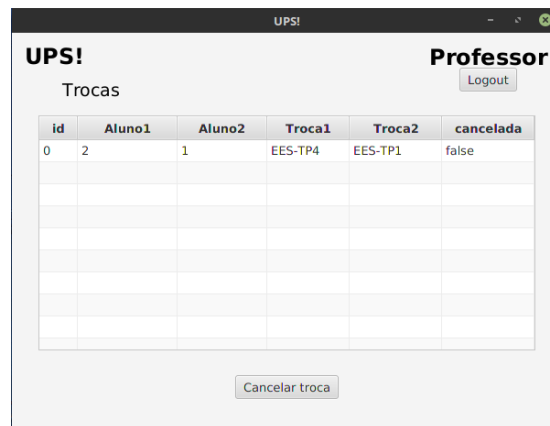 UPS!
UPS! Professor
Logout
Trocas
id Aluno1 Aluno2 Troca1 Troca2 cancelada
0 2 1 EES-TP4 EES-TP1 false
Cancelar troca